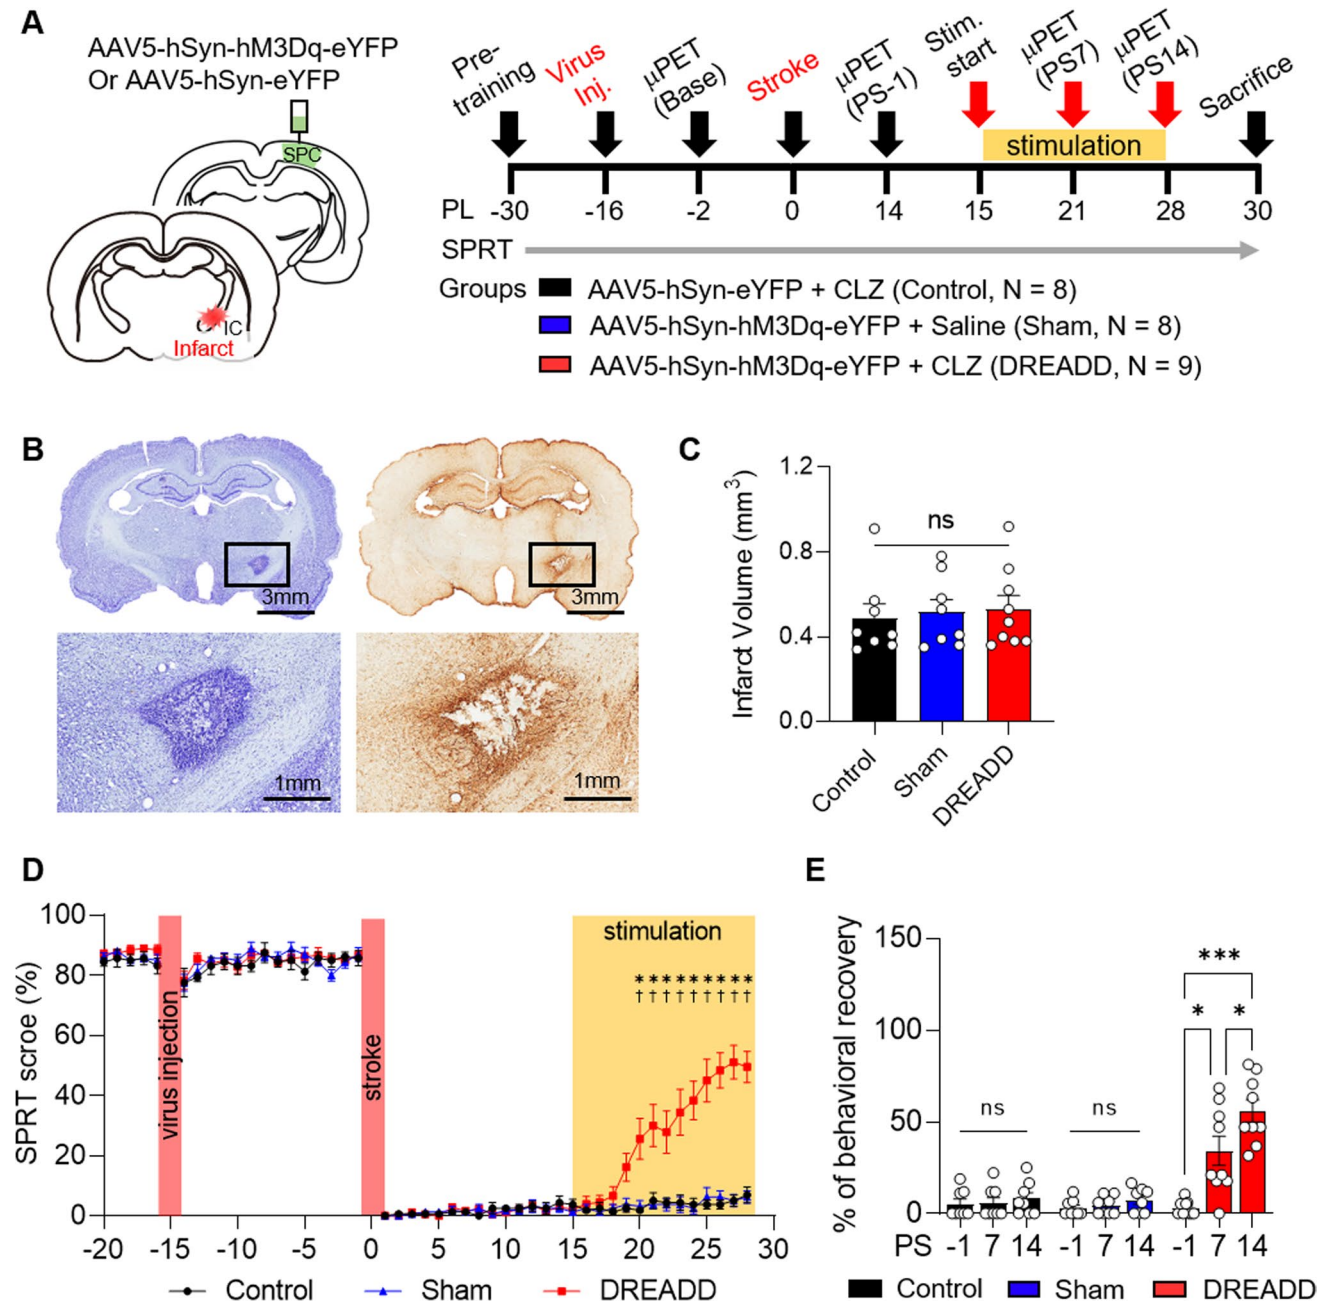 A
AAV5-hSyn-hM3Dq-eYFP
Or AAV5-hSyn-eYFP
SPC
IC
Infarct
Pre-
training
Virus
Inj.
μPET
(Base)
Stroke
μPET
(PS-1)
Stim.
start
μPET
(PS7)
μPET
(PS14)
Sacrifice
stimulation
PL -30 -16 -2 0 14 15 21 28 30
SPRT
Groups
AAV5-hSyn-eYFP + CLZ (Control, N = 8)
AAV5-hSyn-hM3Dq-eYFP + Saline (Sham, N = 8)
AAV5-hSyn-hM3Dq-eYFP + CLZ (DREADD, N = 9)
B
3mm
3mm
1mm
1mm
C
Infarct Volume (mm³)
1.2
0.8
0.4
0.0
ns
Control
Sham
DREADD
D
SPRT scroe (%)
100
80
60
40
20
0
virus injection
stroke
stimulation
* * * * * * * * *
† † † † † † † † †
-20 -15 -10 -5 0 5 10 15 20 25 30
Control Sham DREADD
E
% of behavioral recovery
150
100
50
0
ns
ns
***
* *
PS -1 7 14 -1 7 14 -1 7 14
Control Sham DREADD